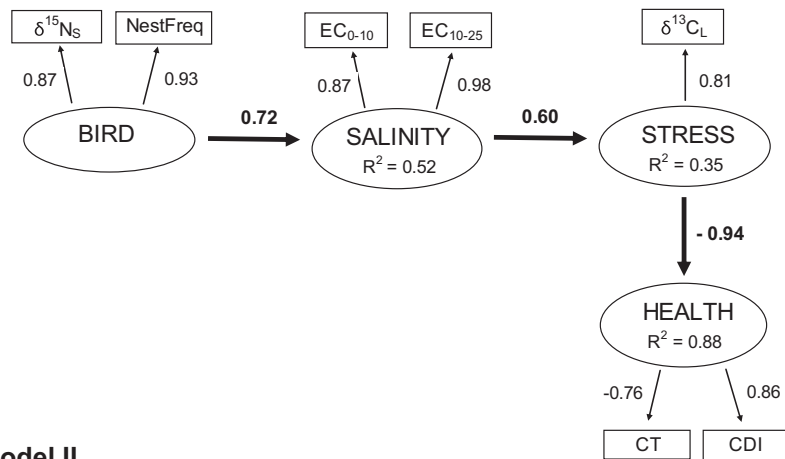 δ¹⁵Nₛ NestFreq EC₀₋₁₀ EC₁₀₋₂₅ δ¹³C_L
0.87 0.93 0.87 0.98 0.81
BIRD 0.72 SALINITY 0.60 STRESS
R² = 0.52 R² = 0.35
- 0.94
HEALTH
R² = 0.88
-0.76 0.86
CT CDI